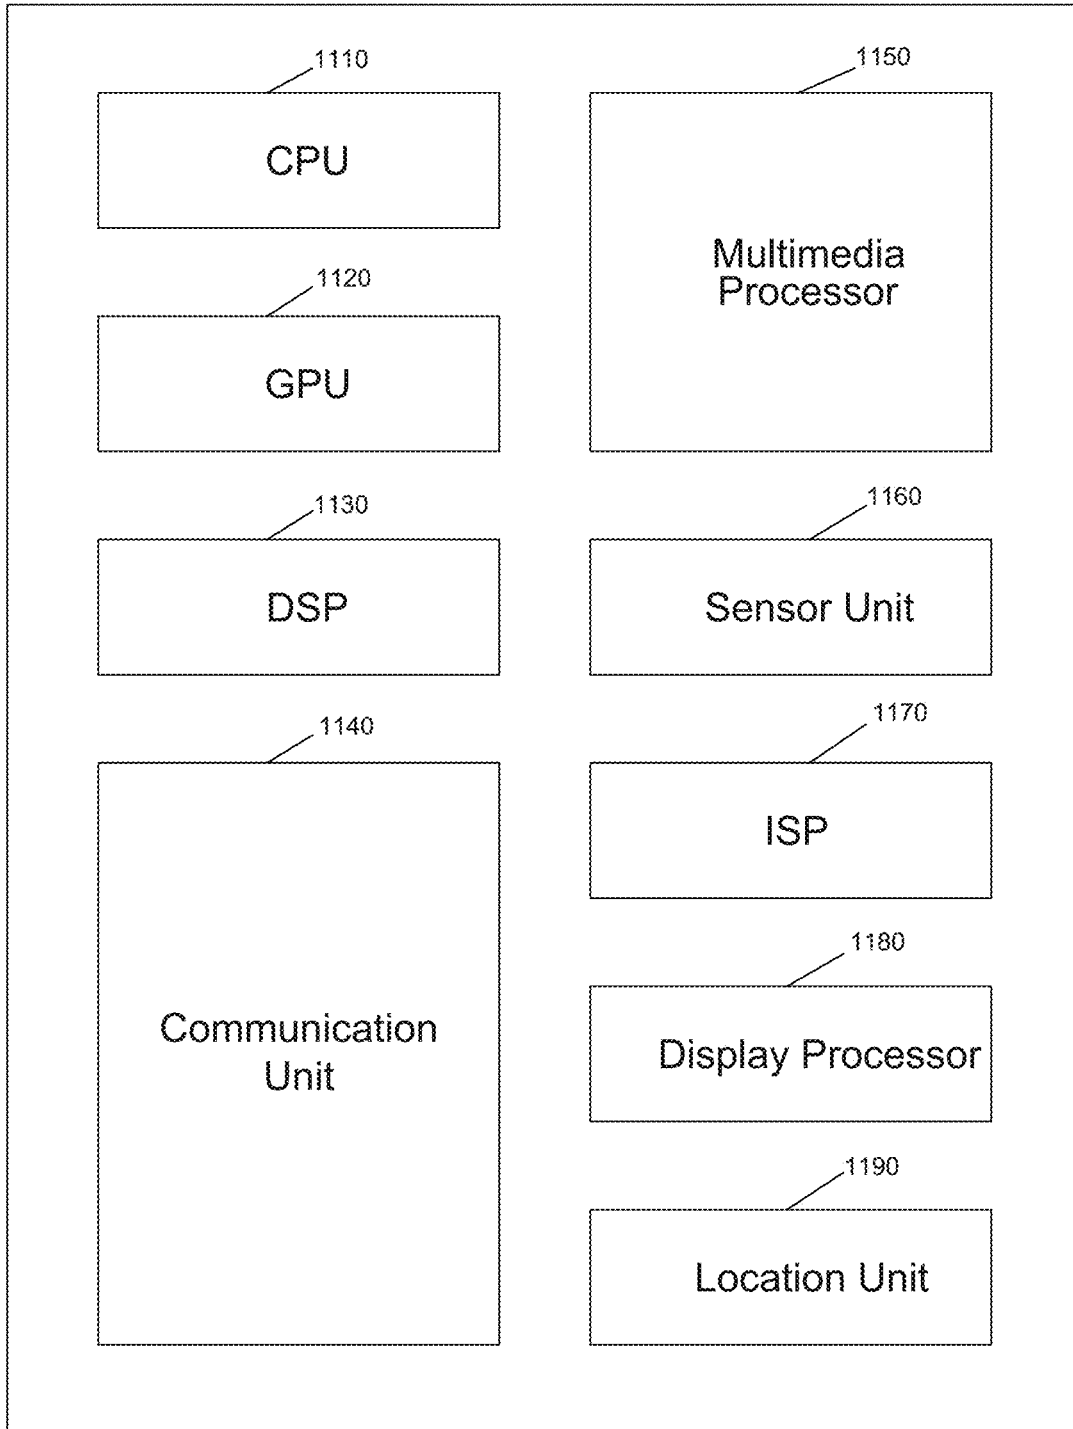 1110
CPU
1120
GPU
1130
DSP
1140
Communication
Unit
1150
Multimedia
Processor
1160
Sensor Unit
1170
ISP
1180
Display Processor
1190
Location Unit